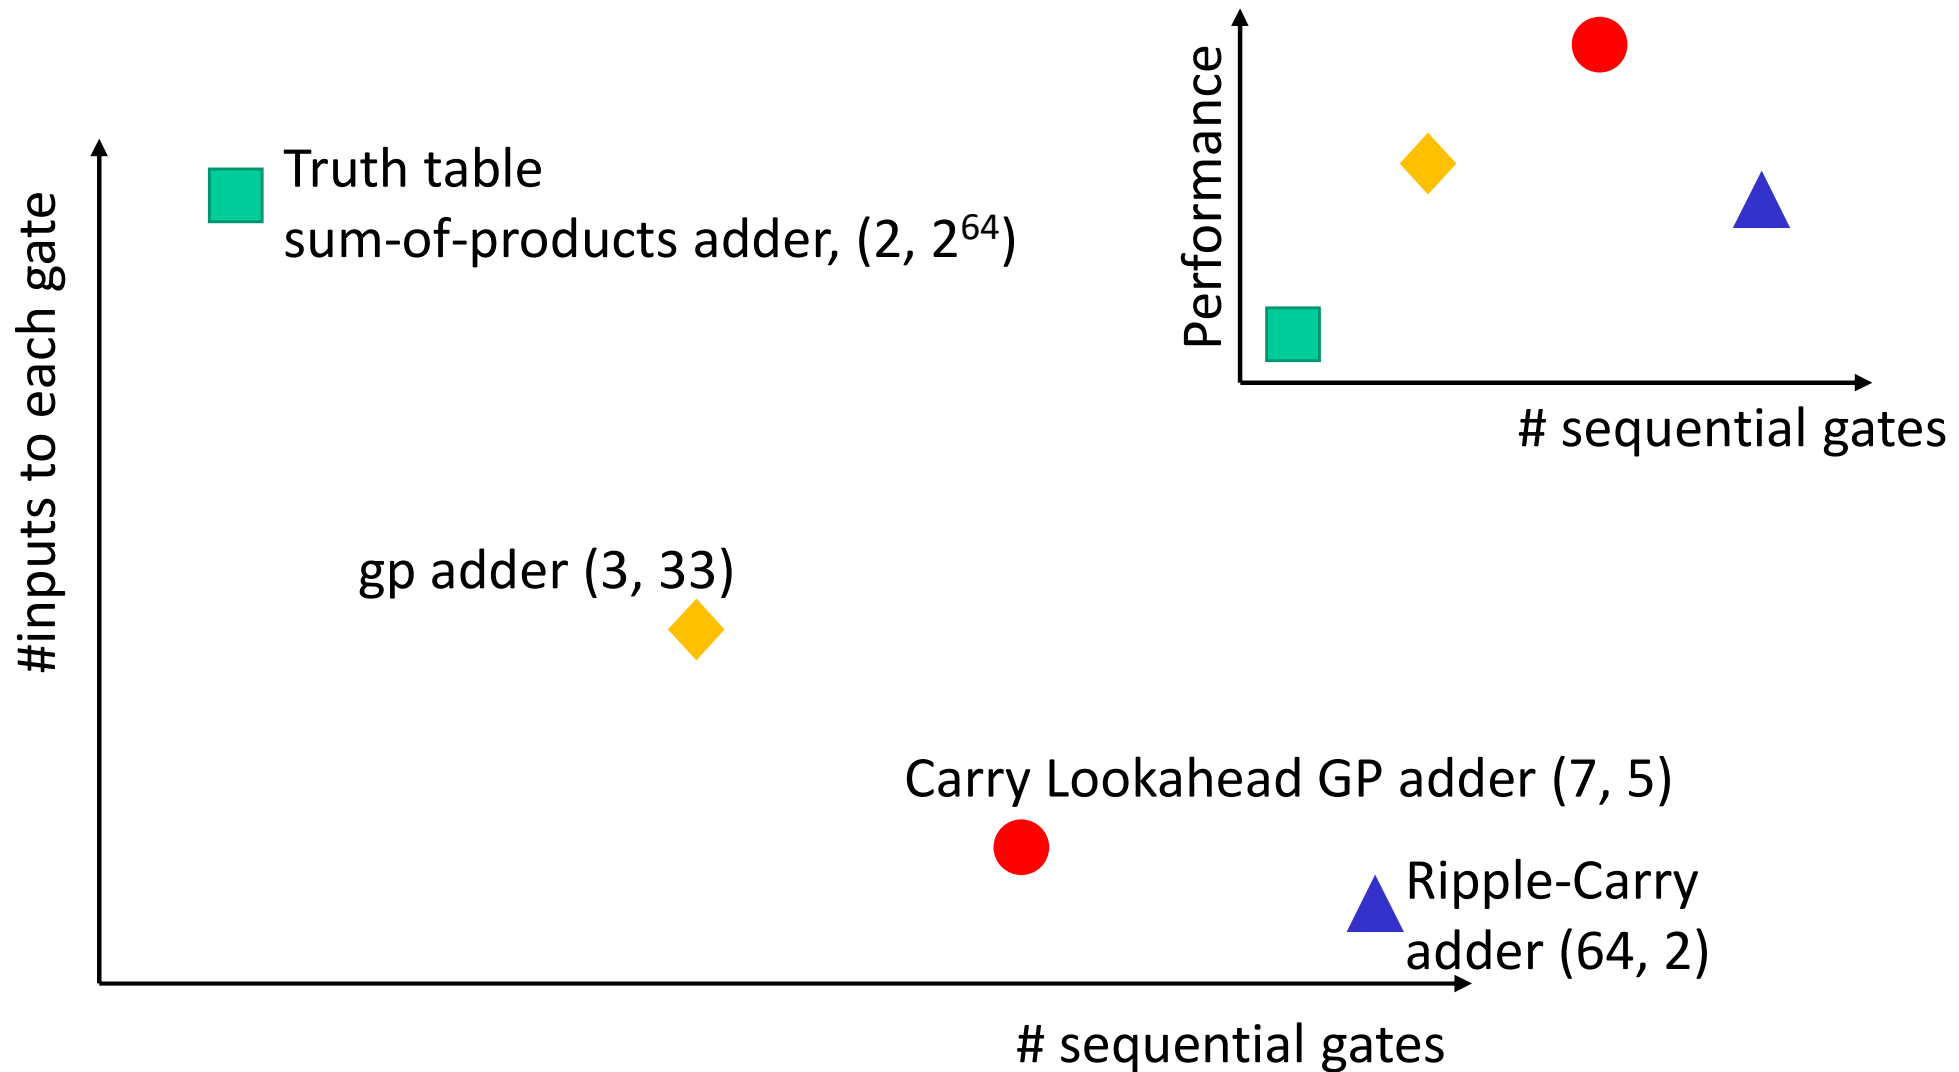 Performance
# sequential gates
#inputs to each gate
Truth table
sum-of-products adder, (2, 2⁶⁴)
gp adder (3, 33)
Carry Lookahead GP adder (7, 5)
Ripple-Carry
adder (64, 2)
# sequential gates